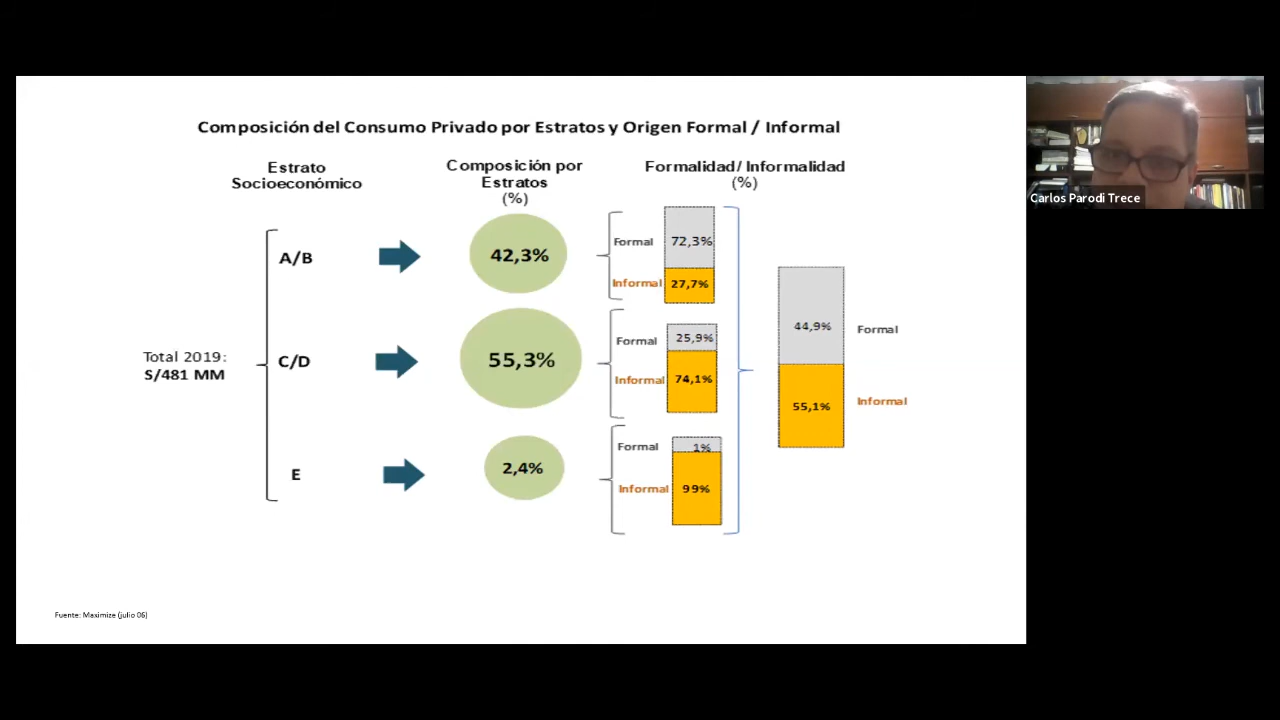 Composición del Consumo Privado por Estratos y Origen Formal / Informal
Estrato
Socioeconómico
Composición por
Estratos
(%)
Formalidad/ Informalidad
(%)
Carlos Parodi Trece
Total 2019:
S/481 MM
A/B
42,3%
Formal
72,3%
Informal
27,7%
C/D
55,3%
Formal
25,9%
Informal
74,1%
E
2,4%
Formal
1%
Informal
99%
44,9%
Formal
55,1%
Informal
Fuente: Maximize (julio 06)